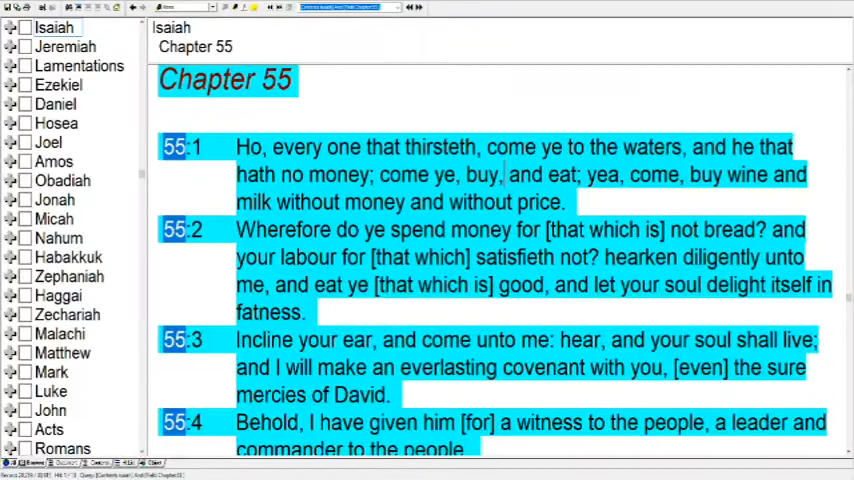 Isaiah
Jeremiah
Lamentations
Ezekiel
Daniel
Hosea
Joel
Amos
Obadiah
Jonah
Micah
Nahum
Habakkuk
Zephaniah
Haggai
Zechariah
Malachi
Matthew
Mark
Luke
John
Acts
Romans
Isaiah
Chapter 55
Chapter 55
55:1 Ho, every one that thirsteth, come ye to the waters, and he that
hath no money; come ye, buy, and eat; yea, come, buy wine and
milk without money and without price.
55:2 Wherefore do ye spend money for [that which is] not bread? and
your labour for [that which] satisfieth not? hearken diligently unto
me, and eat ye [that which is] good, and let your soul delight itself in
fatness.
55:3 Incline your ear, and come unto me: hear, and your soul shall live;
and I will make an everlasting covenant with you, [even] the sure
mercies of David.
55:4 Behold, I have given him [for] a witness to the people, a leader and
commander to the people.